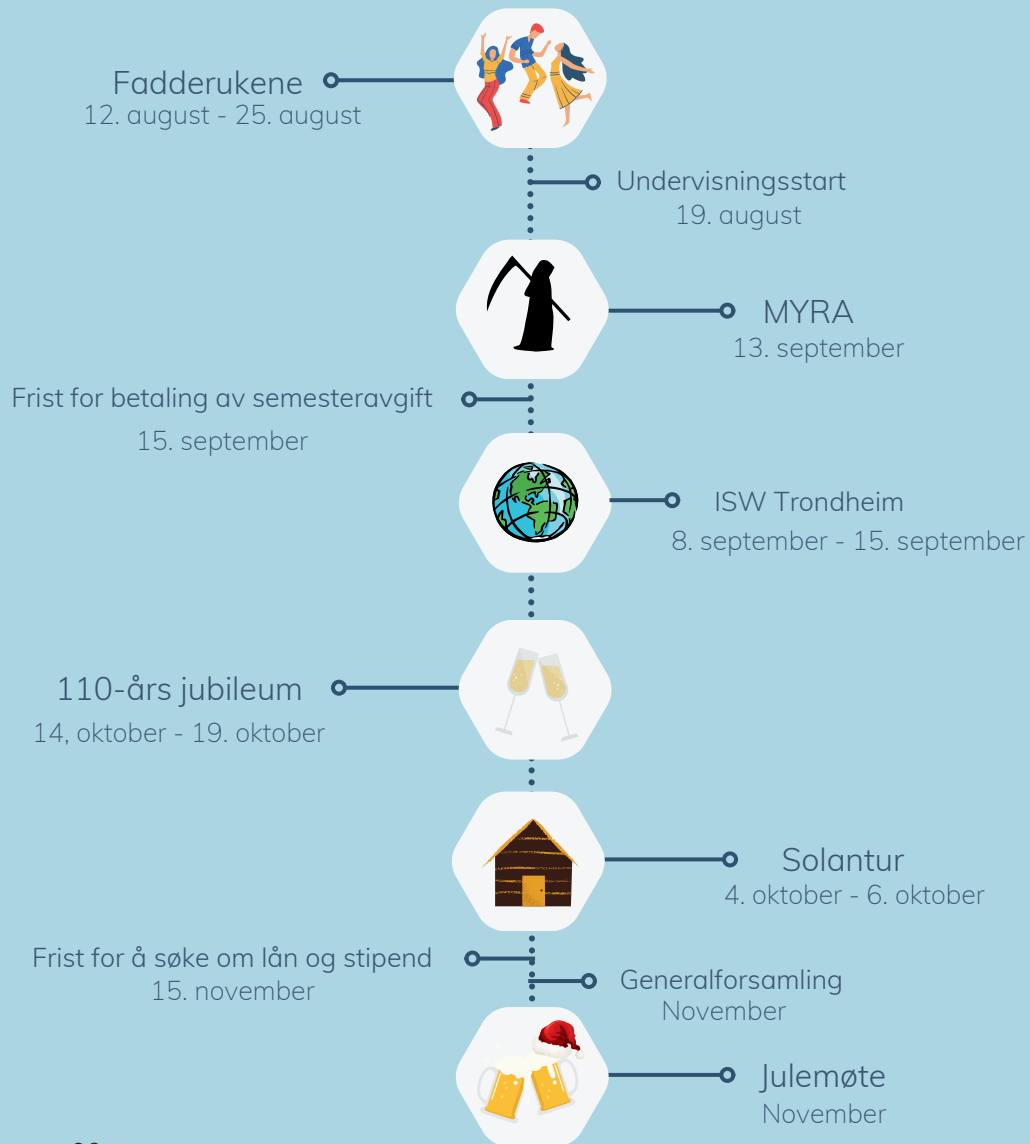 Fadderukene
12. august - 25. august
Undervisningsstart
19. august
MYRA
13. september
Frist for betaling av semesteravgift
15. september
ISW Trondheim
8. september - 15. september
110-års jubileum
14, oktober - 19. oktober
Solantur
4. oktober - 6. oktober
Frist for å søke om lån og stipend
15. november
Generalforsamling
November
Julemøte
November